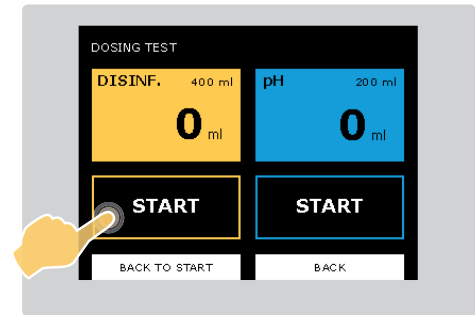 DOSING TEST
DISINF. 400 ml
0 ml
pH 200 ml
0 ml
START
START
BACK TO START
BACK